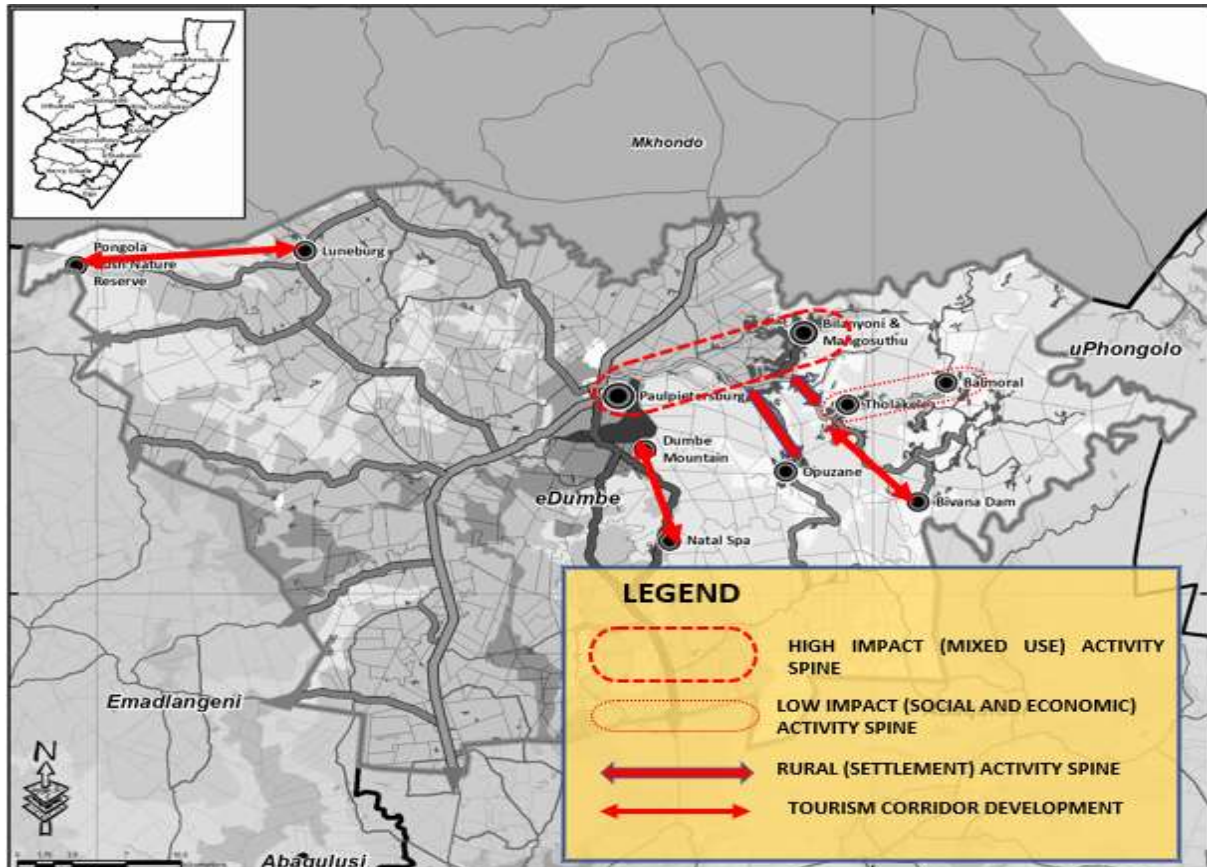 Mkhondo
Pongola
Bush Nature
Reserve
Luneburg
Bilanyoni &
Mangosuthu
uPhongolo
Paulpietersburg
Balmoral
Tholakele
Dumbe
Mountain
Opuzane
eDumbe
Bivana Dam
Natal Spa
LEGEND
HIGH IMPACT (MIXED USE) ACTIVITY
SPINE
LOW IMPACT (SOCIAL AND ECONOMIC)
ACTIVITY SPINE
RURAL (SETTLEMENT) ACTIVITY SPINE
TOURISM CORRIDOR DEVELOPMENT
Emadlangeni
N
Abaqulusi